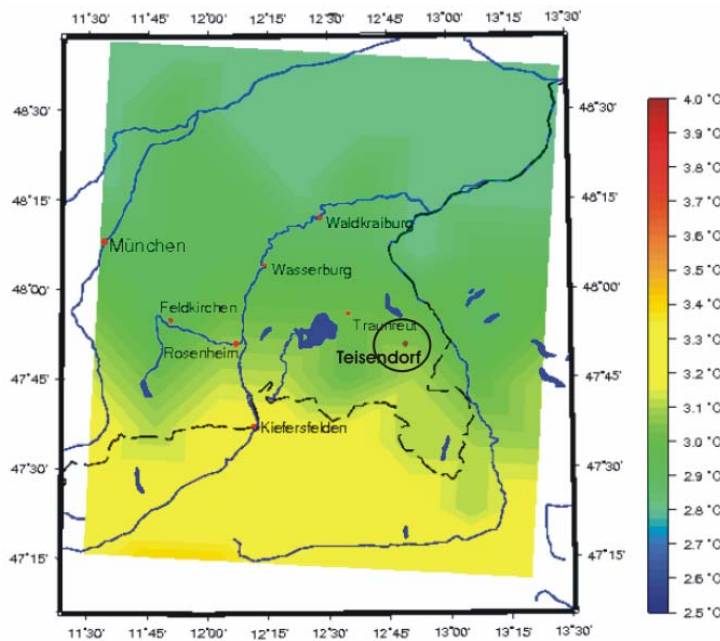 11°30' 11°45' 12°00' 12°15' 12°30' 12°45' 13°00' 13°15' 13°30'
48°30' 48°30'
48°15' 48°15'
48°00' 48°00'
47°45' 47°45'
47°30' 47°30'
47°15' 47°15'
Waldkraiburg
München
Wasserburg
Feldkirchen
Traunreut
Rosenheim
Teisendorf
Kiefersfelden
11°30' 11°45' 12°00' 12°15' 12°30' 12°45' 13°00' 13°15' 13°30'
4.0 °C
3.9 °C
3.8 °C
3.7 °C
3.6 °C
3.5 °C
3.4 °C
3.3 °C
3.2 °C
3.1 °C
3.0 °C
2.9 °C
2.8 °C
2.7 °C
2.6 °C
2.5 °C